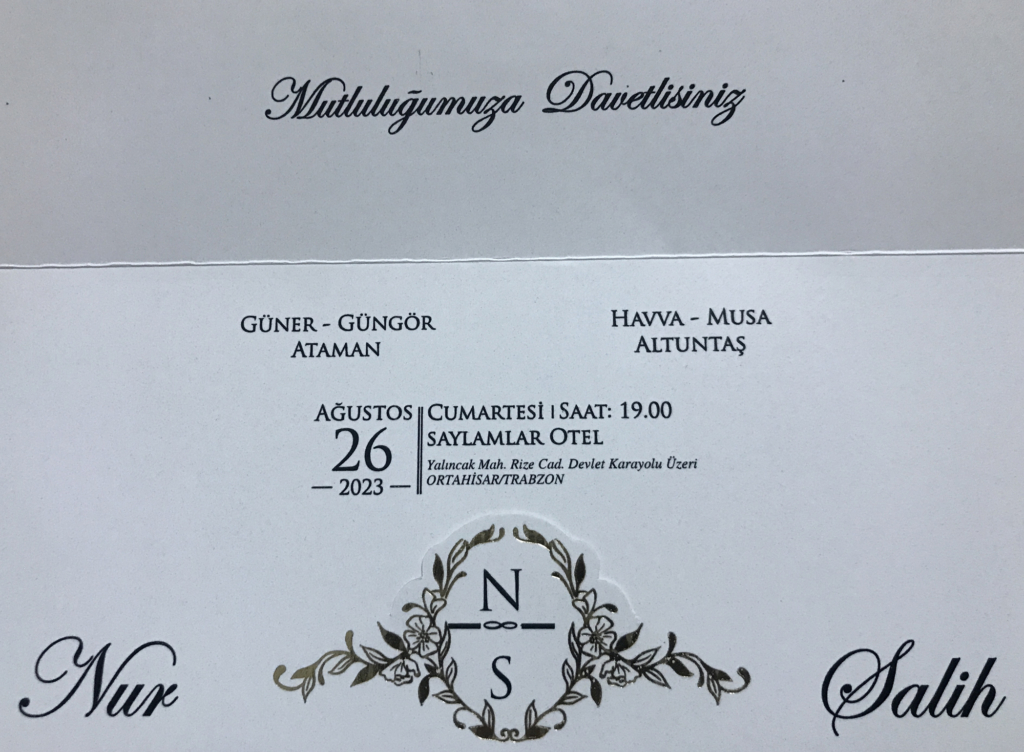 Mutluluğumuza Davetlisiniz
GÜNER - GÜNGÖR
ATAMAN
HAVVA - MUSA
ALTUNTAŞ
AĞUSTOS
26
— 2023 —
CUMARTESİ | SAAT: 19.00
SAYLAMLAR OTEL
Yalıncak Mah. Rize Cad. Devlet Karayolu Üzeri
ORTAHİSAR/TRABZON
N
S
Nur
Salih